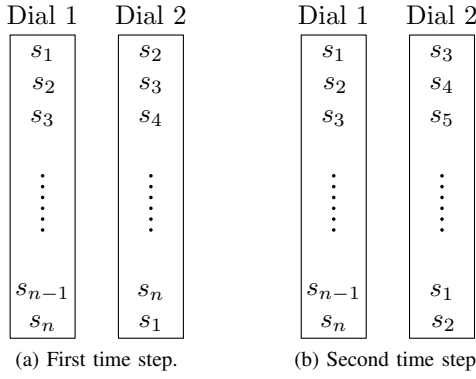 Dial 1 Dial 2 Dial 1 Dial 2
s₁ s₂ s₁ s₃
s₂ s₃ s₂ s₄
s₃ s₄ s₃ s₅
sₙ₋₁ sₙ sₙ₋₁ s₁
sₙ s₁ sₙ s₂
(a) First time step. (b) Second time step